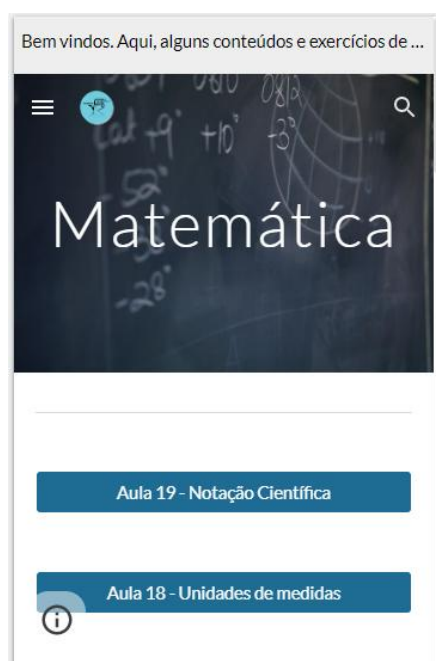 Bem vindos. Aqui, alguns conteúdos e exercícios de ...
Matemática
Aula 19 - Notação Científica
Aula 18 - Unidades de medidas